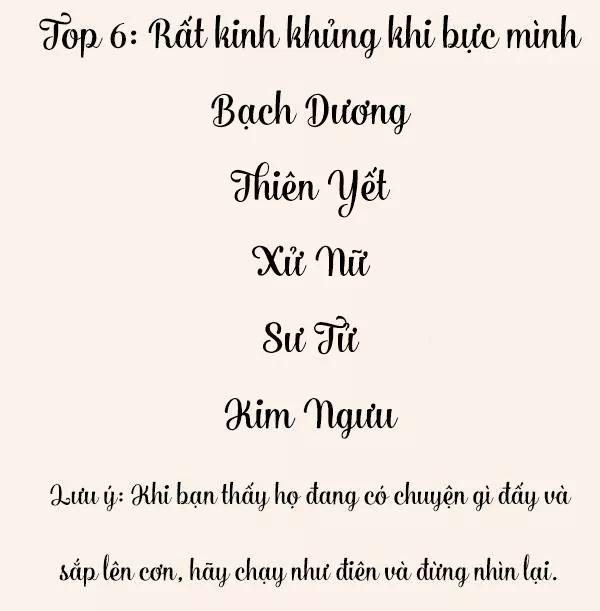 Top 6: Rất kinh khủng khi bực mình
Bạch Dương
Thiên Yết
Xử Nữ
Sư Tử
Kim Ngưu
Lưu ý: Khi bạn thấy họ đang có chuyện gì đấy và
sắp lên cơn, hãy chạy như điên và đừng nhìn lại.